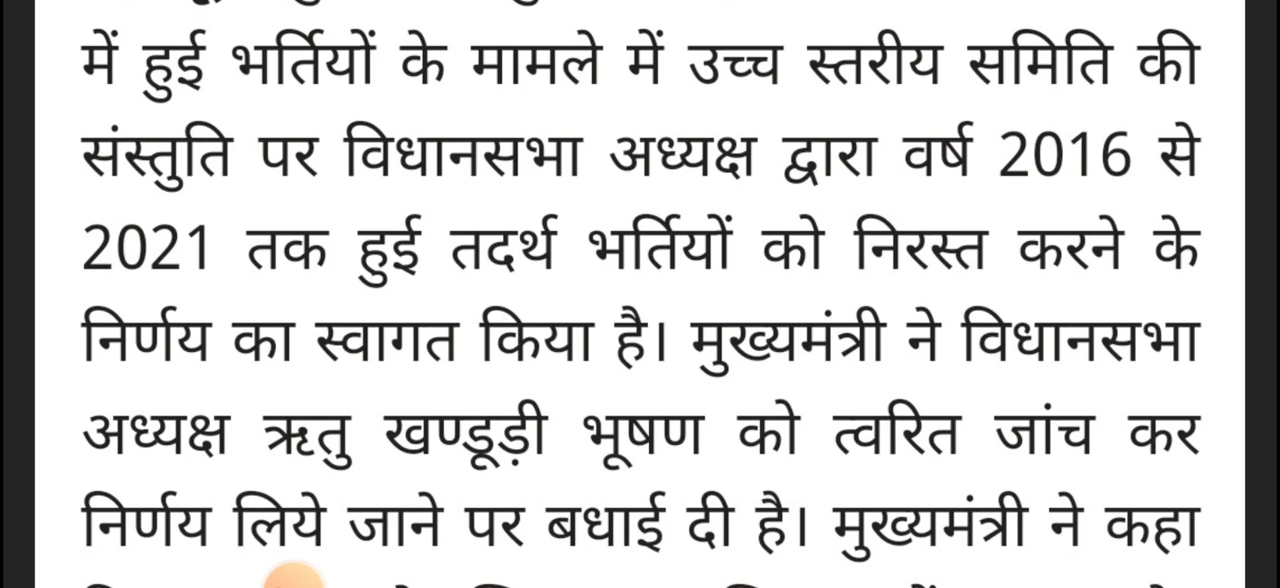 में हुई भर्तियों के मामले में उच्च स्तरीय समिति की
संस्तुति पर विधानसभा अध्यक्ष द्वारा वर्ष 2016 से
2021 तक हुई तदर्थ भर्तियों को निरस्त करने के
निर्णय का स्वागत किया है। मुख्यमंत्री ने विधानसभा
अध्यक्ष ऋतु खण्डूड़ी भूषण को त्वरित जांच कर
निर्णय लिये जाने पर बधाई दी है। मुख्यमंत्री ने कहा